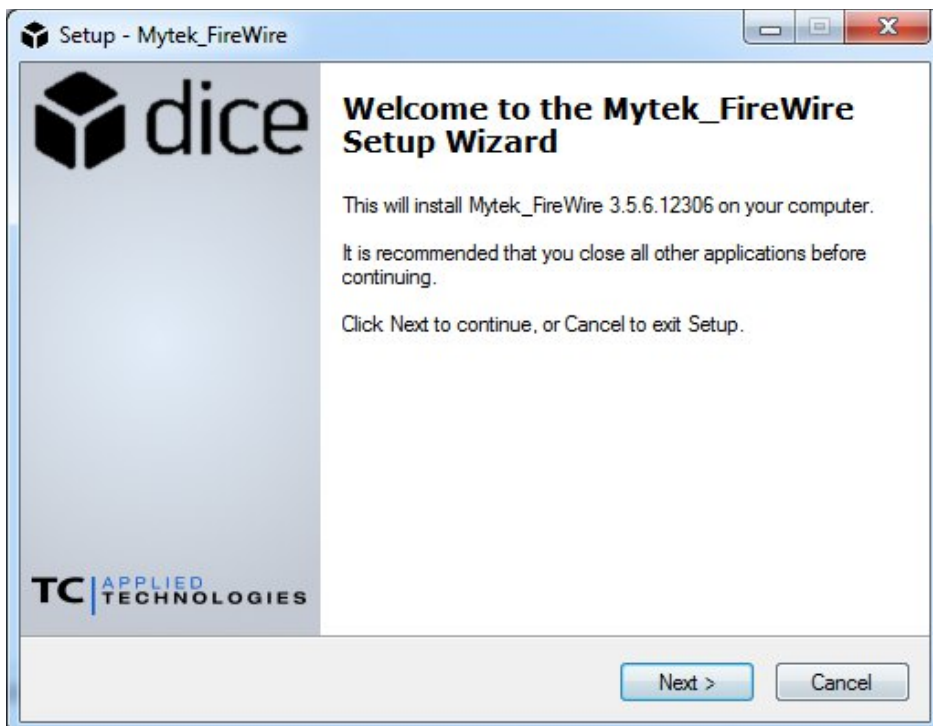 Setup - Mytek_FireWire
dice
Welcome to the Mytek_FireWire
Setup Wizard
This will install Mytek_FireWire 3.5.6.12306 on your computer.
It is recommended that you close all other applications before
continuing.
Click Next to continue, or Cancel to exit Setup.
TC APPLIED
TECHNOLOGIES
Next >
Cancel